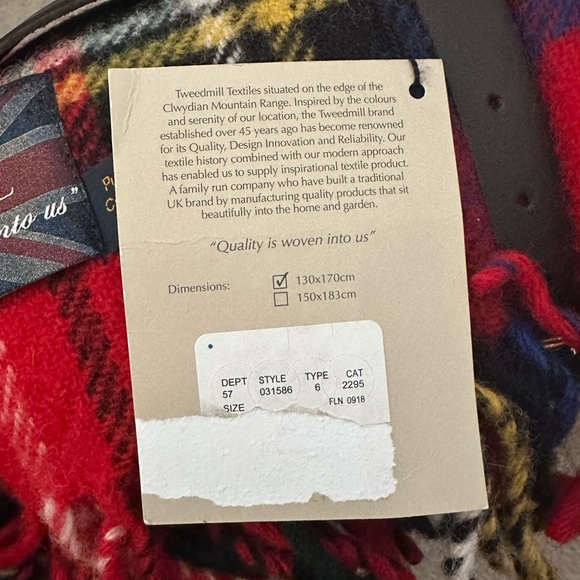 Tweedmill Textiles situated on the edge of the
Clwydian Mountain Range. Inspired by the colours
and serenity of our location, the Tweedmill brand
established over 45 years ago has become renowned
for its Quality, Design Innovation and Reliability. Our
textile history combined with our modern approach
has enabled us to supply inspirational textile product.
A family run company who have built a traditional
UK brand by manufacturing quality products that sit
beautifully into the home and garden.
"Quality is woven into us"
Dimensions:
130x170cm
150x183cm
DEPT STYLE TYPE CAT
57 031586 6 2295
SIZE FLN 0918
into us"